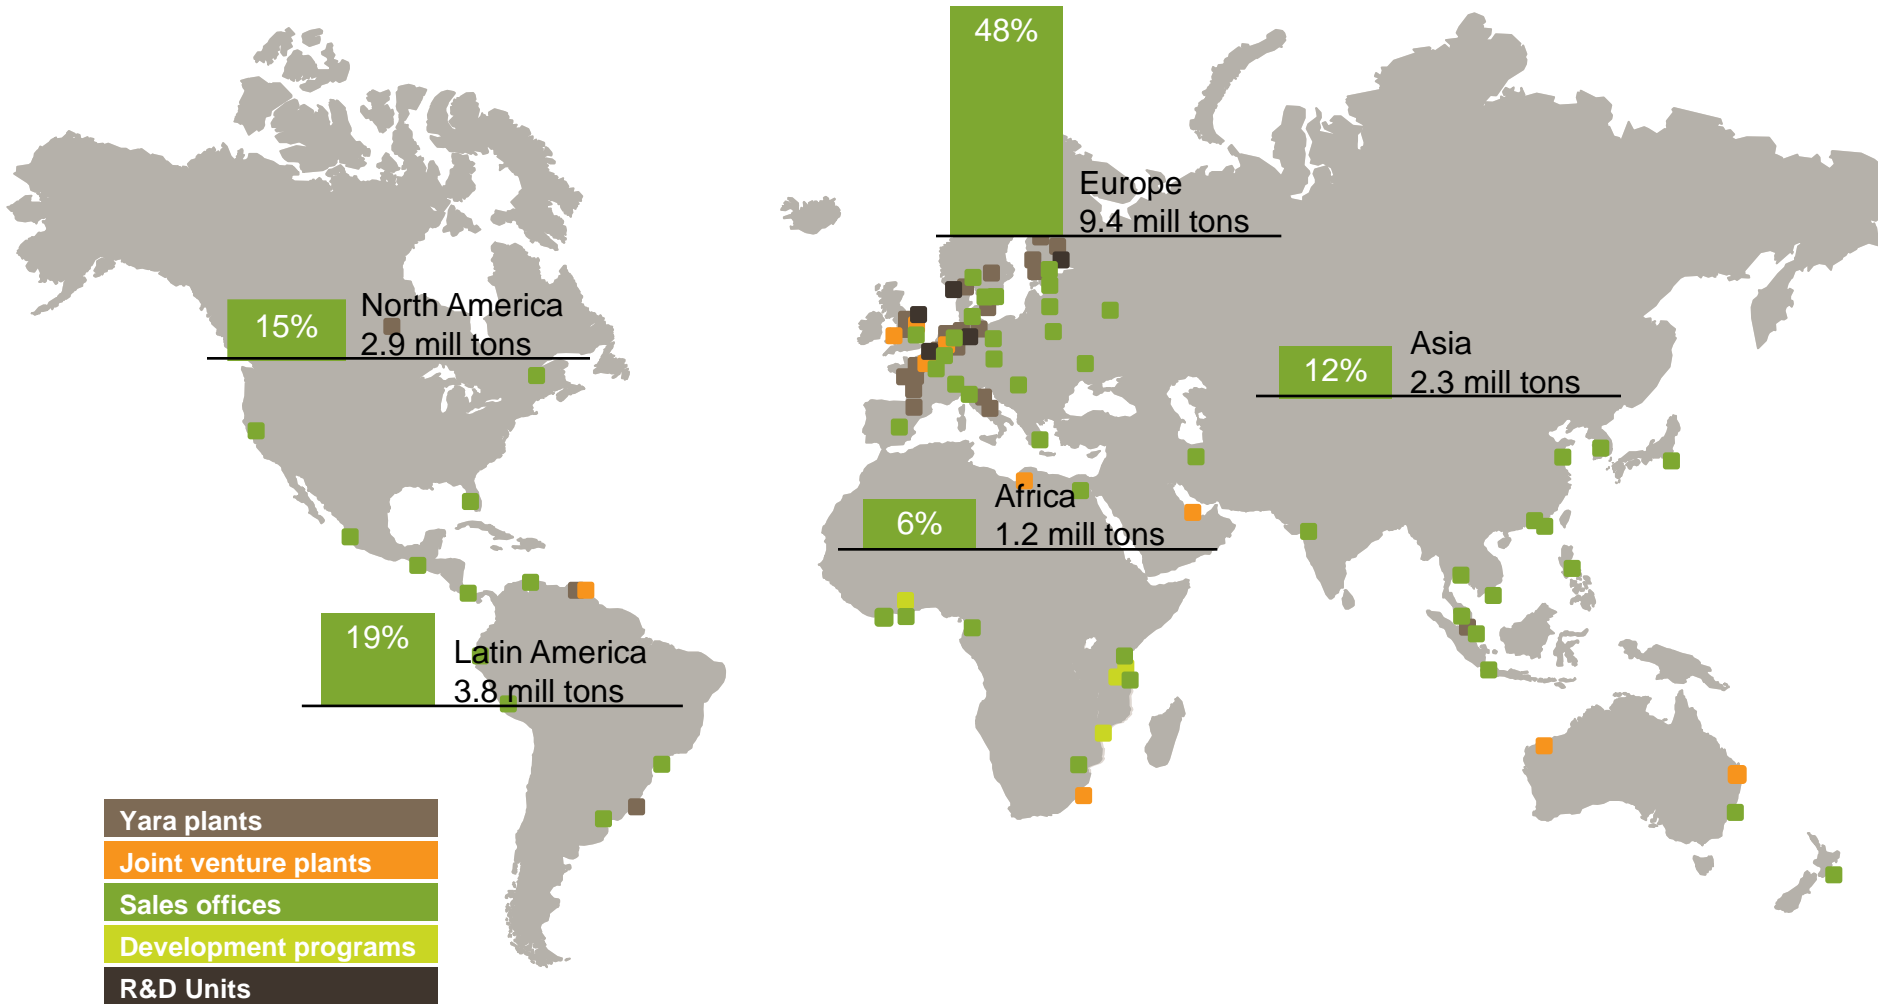 48%
Europe
9.4 mill tons
15%
North America
2.9 mill tons
12%
Asia
2.3 mill tons
6%
Africa
1.2 mill tons
19%
Latin America
3.8 mill tons
Yara plants
Joint venture plants
Sales offices
Development programs
R&D Units